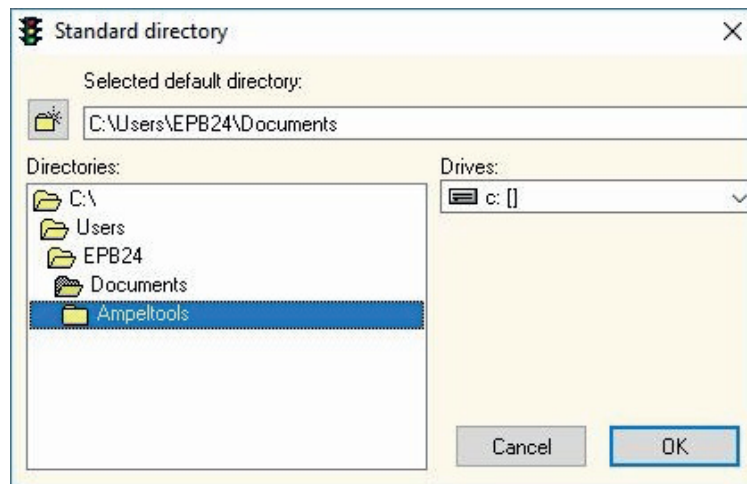 Standard directory
Selected default directory:
C:\Users\EPB24\Documents
Directories:
C:\
Users
EPB24
Documents
Ampeltools
Drives:
c: []
Cancel
OK